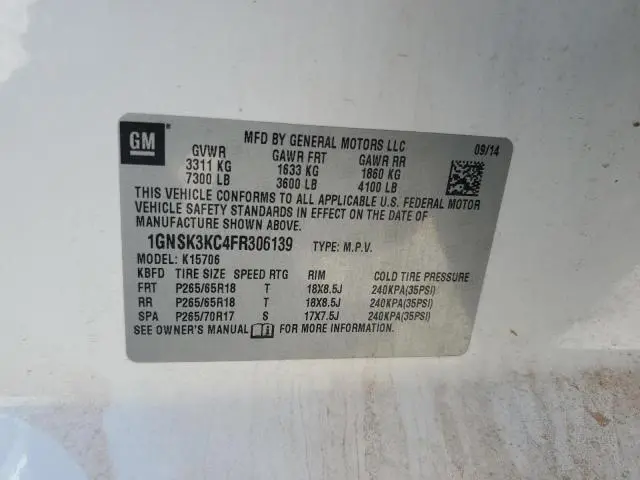 GM ®
MFD BY GENERAL MOTORS LLC 09/14
GVWR GAWR FRT GAWR RR
3311 KG 1633 KG 1860 KG
7300 LB 3600 LB 4100 LB
THIS VEHICLE CONFORMS TO ALL APPLICABLE U.S. FEDERAL MOTOR
VEHICLE SAFETY STANDARDS IN EFFECT ON THE DATE OF
MANUFACTURE SHOWN ABOVE.
1GNSK3KC4FR306139 TYPE: M.P.V.
MODEL: K15706
KBFD TIRE SIZE SPEED RTG RIM COLD TIRE PRESSURE
FRT P265/65R18 T 18X8.5J 240KPA(35PSI)
RR P265/65R18 T 18X8.5J 240KPA(35PSI)
SPA P265/70R17 S 17X7.5J 240KPA(35PSI)
SEE OWNER'S MANUAL FOR MORE INFORMATION.